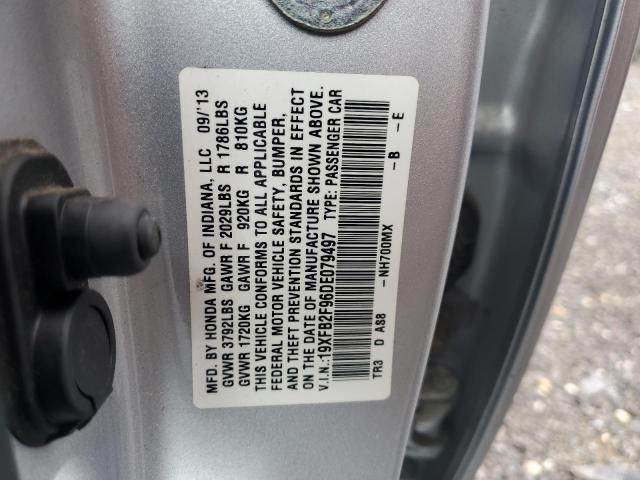 MFD. BY HONDA MFG. OF INDIANA, LLC 09/'13
GVWR 3792LBS GAWR F 2029LBS R 1786LBS
GVWR 1720KG GAWR F 920KG R 810KG
THIS VEHICLE CONFORMS TO ALL APPLICABLE
FEDERAL MOTOR VEHICLE SAFETY, BUMPER,
AND THEFT PREVENTION STANDARDS IN EFFECT
ON THE DATE OF MANUFACTURE SHOWN ABOVE.
V.I.N.:19XFB2F96DE079497 TYPE: PASSENGER CAR
TR3 D AS8 –NH700MX –B –E